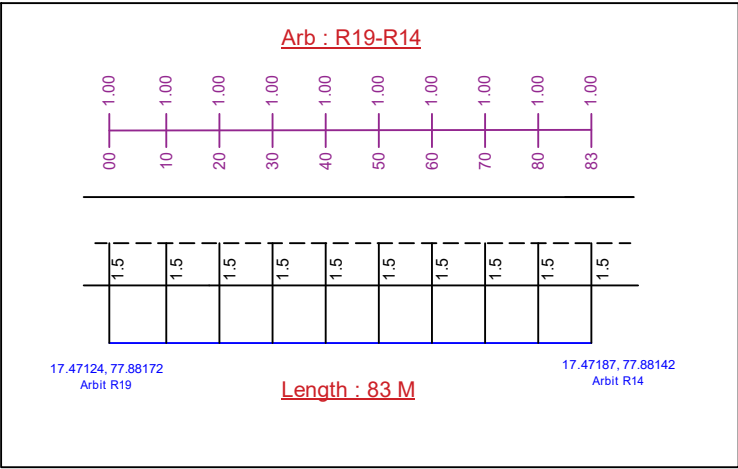 Arb : R19-R14
1.00 1.00 1.00 1.00 1.00 1.00 1.00 1.00 1.00 1.00
00 10 20 30 40 50 60 70 80 83
1.5 1.5 1.5 1.5 1.5 1.5 1.5 1.5 1.5 1.5
17.47124, 77.88172
Arbit R19
Length : 83 M
17.47187, 77.88142
Arbit R14